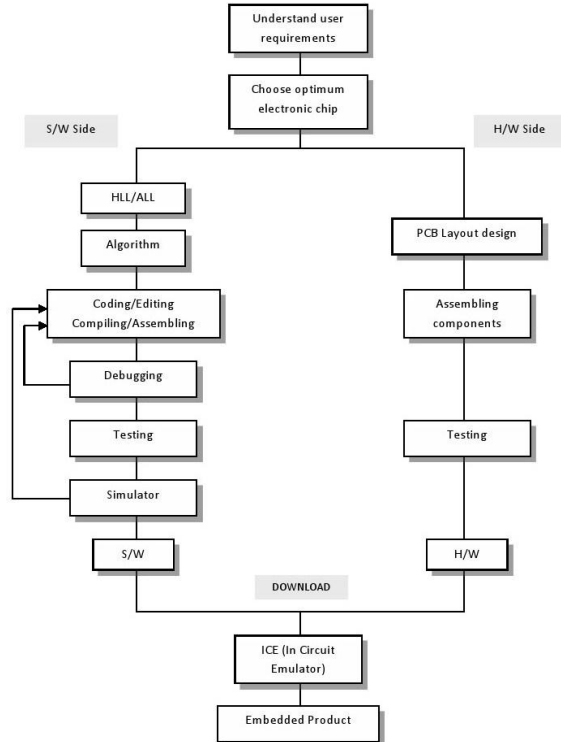 Understand user
requirements
Choose optimum
electronic chip
S/W Side
H/W Side
HLL/ALL
PCB Layout design
Algorithm
Coding/Editing
Compiling/Assembling
Assembling
components
Debugging
Testing
Testing
Simulator
S/W
H/W
DOWNLOAD
ICE (In Circuit
Emulator)
Embedded Product